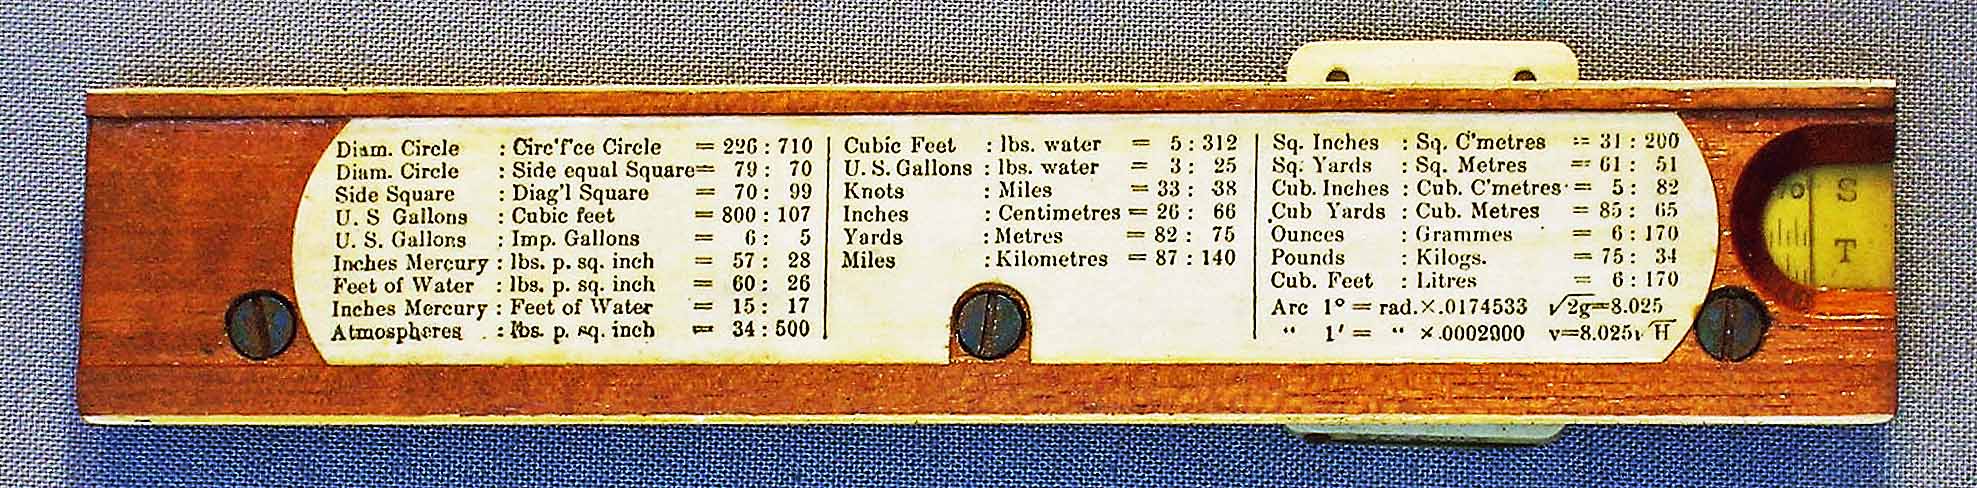 Diam. Circle : Circ'f'ce Circle = 226 : 710
Diam. Circle : Side equal Square = 79 : 70
Side Square : Diag'l Square = 70 : 99
U. S Gallons : Cubic feet = 800 : 107
U. S. Gallons : Imp. Gallons = 6 : 5
Inches Mercury : lbs. p. sq. inch = 57 : 28
Feet of Water : lbs. p. sq. inch = 60 : 26
Inches Mercury : Feet of Water = 15 : 17
Atmospheres : lbs. p. sq. inch = 34 : 500
Cubic Feet : lbs. water = 5 : 312
U. S. Gallons : lbs. water = 3 : 25
Knots : Miles = 33 : 38
Inches : Centimetres = 26 : 66
Yards : Metres = 82 : 75
Miles : Kilometres = 87 : 140
Sq. Inches : Sq. C'metres = 31 : 200
Sq. Yards : Sq. Metres = 61 : 51
Cub. Inches : Cub. C'metres = 5 : 82
Cub Yards : Cub. Metres = 85 : 65
Ounces : Grammes = 6 : 170
Pounds : Kilogs. = 75 : 34
Cub. Feet : Litres = 6 : 170
Arc 1° = rad. × .0174533 √2g=8.025
" 1' = " × .0002900 v=8.025√H
S
T